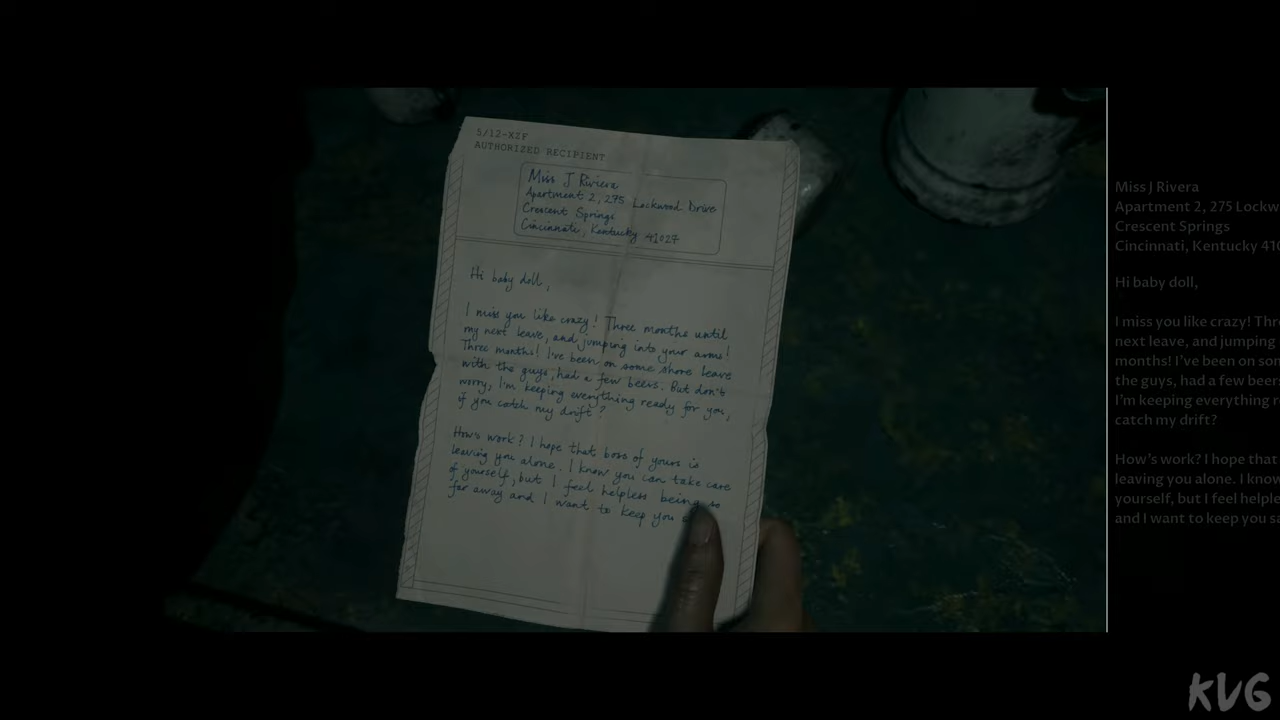 5/12-XZF
AUTHORIZED RECIPIENT
Miss J Riviera
Apartment 2, 275 Lockwood Drive
Crescent Springs
Cincinnati, Kentucky 41027
Hi baby doll,
I miss you like crazy! Three months until
my next leave, and jumping into your arms!
Three months! I've been on some shore leave
with the guys, had a few beers. But don't
worry, I'm keeping everything ready for you,
if you catch my drift?
How's work? I hope that boss of yours is
leaving you alone. I know you can take care
of yourself, but I feel helpless being so
far away and I want to keep you
Miss J Rivera
Apartment 2, 275 Lockw
Crescent Springs
Cincinnati, Kentucky 410
Hi baby doll,
I miss you like crazy! Thr
next leave, and jumping
months! I've been on som
the guys, had a few beer
I'm keeping everything r
catch my drift?
How's work? I hope that
leaving you alone. I know
yourself, but I feel helple
and I want to keep you sa
KVG